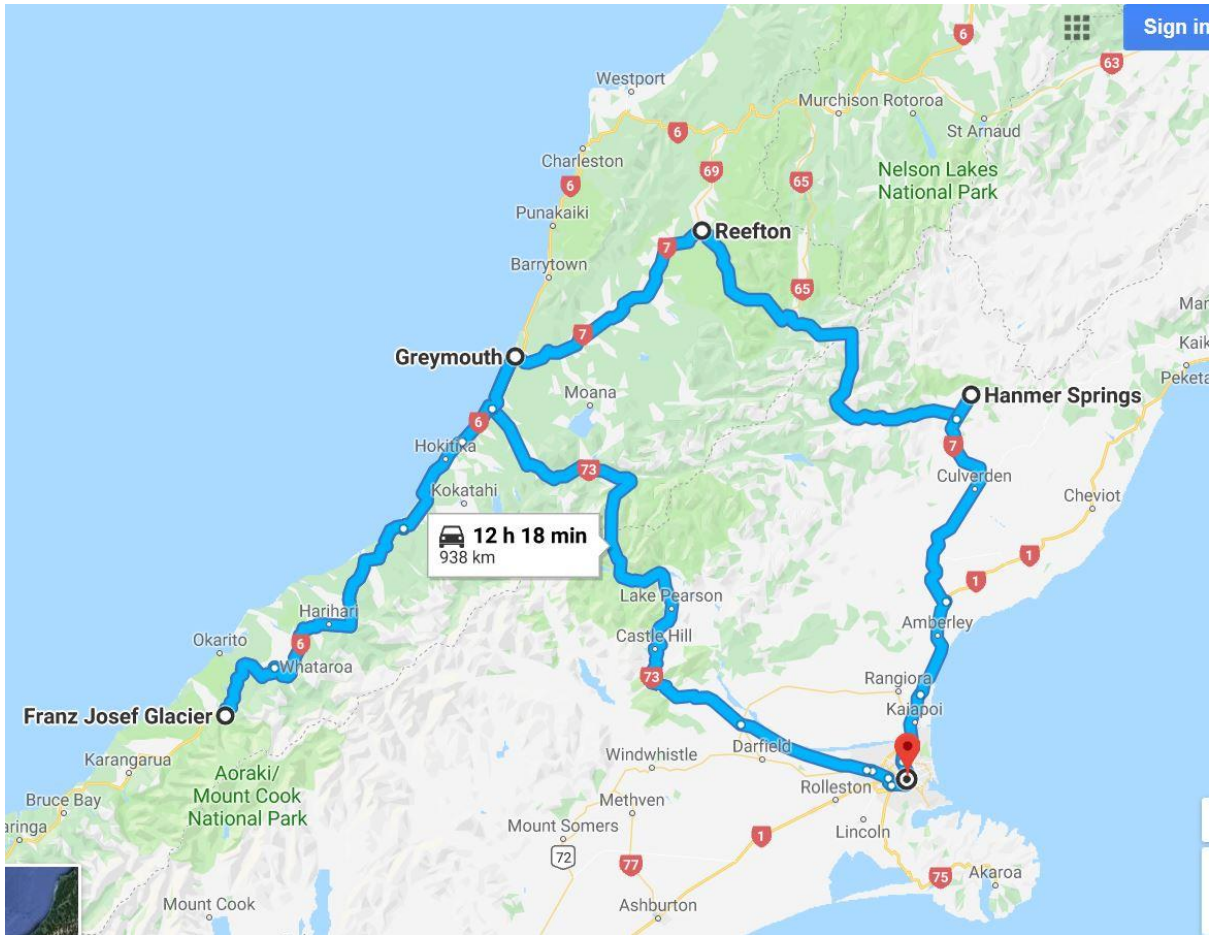 Sign in
6
63
Westport
Murchison Rotoroa
St Arnaud
6
Charleston
69
65
Nelson Lakes
National Park
6
Punakaiki
Reefton
7
Barrytown
65
7
Greymouth
Moana
Hanmer Springs
Peketa
6
Hokitika
73
7
Culverden
Kokatahi
Cheviot
12 h 18 min
938 km
1
1
Lake Pearson
Harihari
Amberley
Okarito
6
Castle Hill
Whataroa
73
Rangiora
Franz Josef Glacier
Kaiapoi
Karangarua
Windwhistle
Darfield
Aoraki/
Mount Cook
National Park
Rolleston
Bruce Bay
Methven
Mount Somers
Lincoln
1
72
77
75
Akaroa
Mount Cook
Ashburton